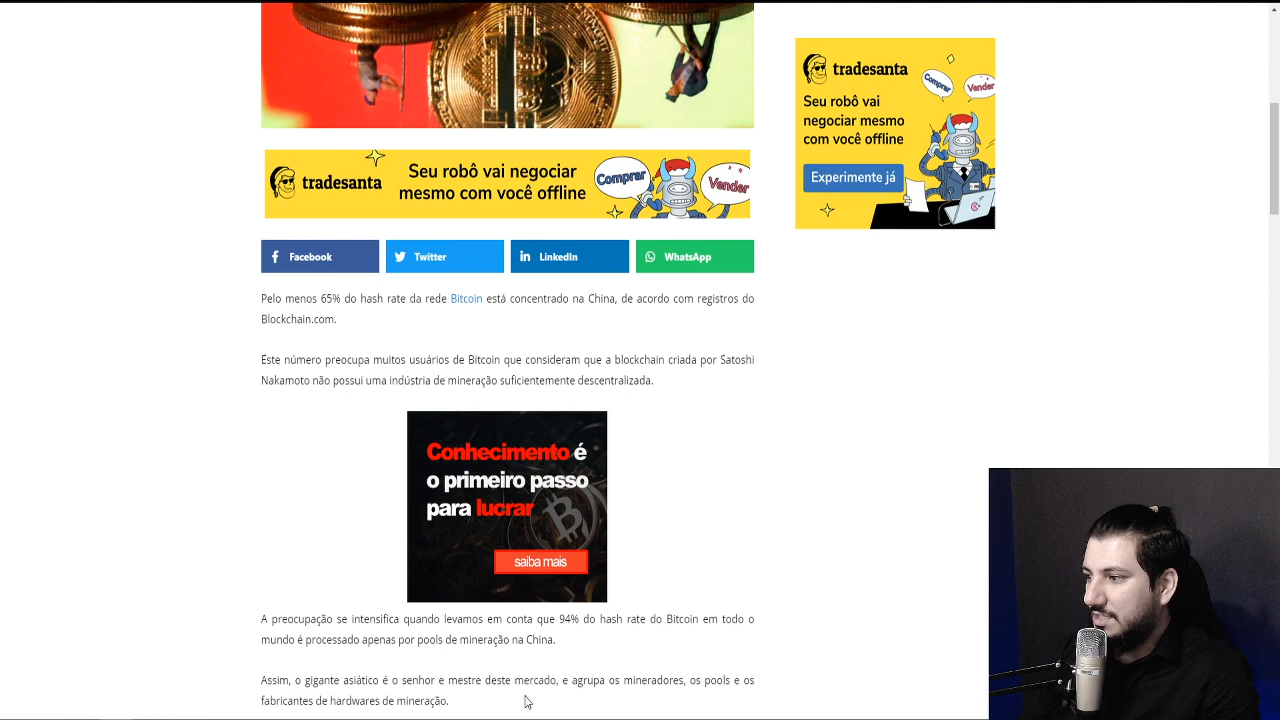 tradesanta
Seu robô vai
negociar mesmo
com você offline
Comprar
Vender
Experimente já
tradesanta
Seu robô vai negociar
mesmo com você offline
Comprar
Vender
Facebook
Twitter
LinkedIn
WhatsApp
Pelo menos 65% do hash rate da rede Bitcoin está concentrado na China, de acordo com registros do
Blockchain.com.
Este número preocupa muitos usuários de Bitcoin que consideram que a blockchain criada por Satoshi
Nakamoto não possui uma indústria de mineração suficientemente descentralizada.
Conhecimento é
o primeiro passo
para lucrar
saiba mais
A preocupação se intensifica quando levamos em conta que 94% do hash rate do Bitcoin em todo o
mundo é processado apenas por pools de mineração na China.
Assim, o gigante asiático é o senhor e mestre deste mercado, e agrupa os mineradores, os pools e os
fabricantes de hardwares de mineração.